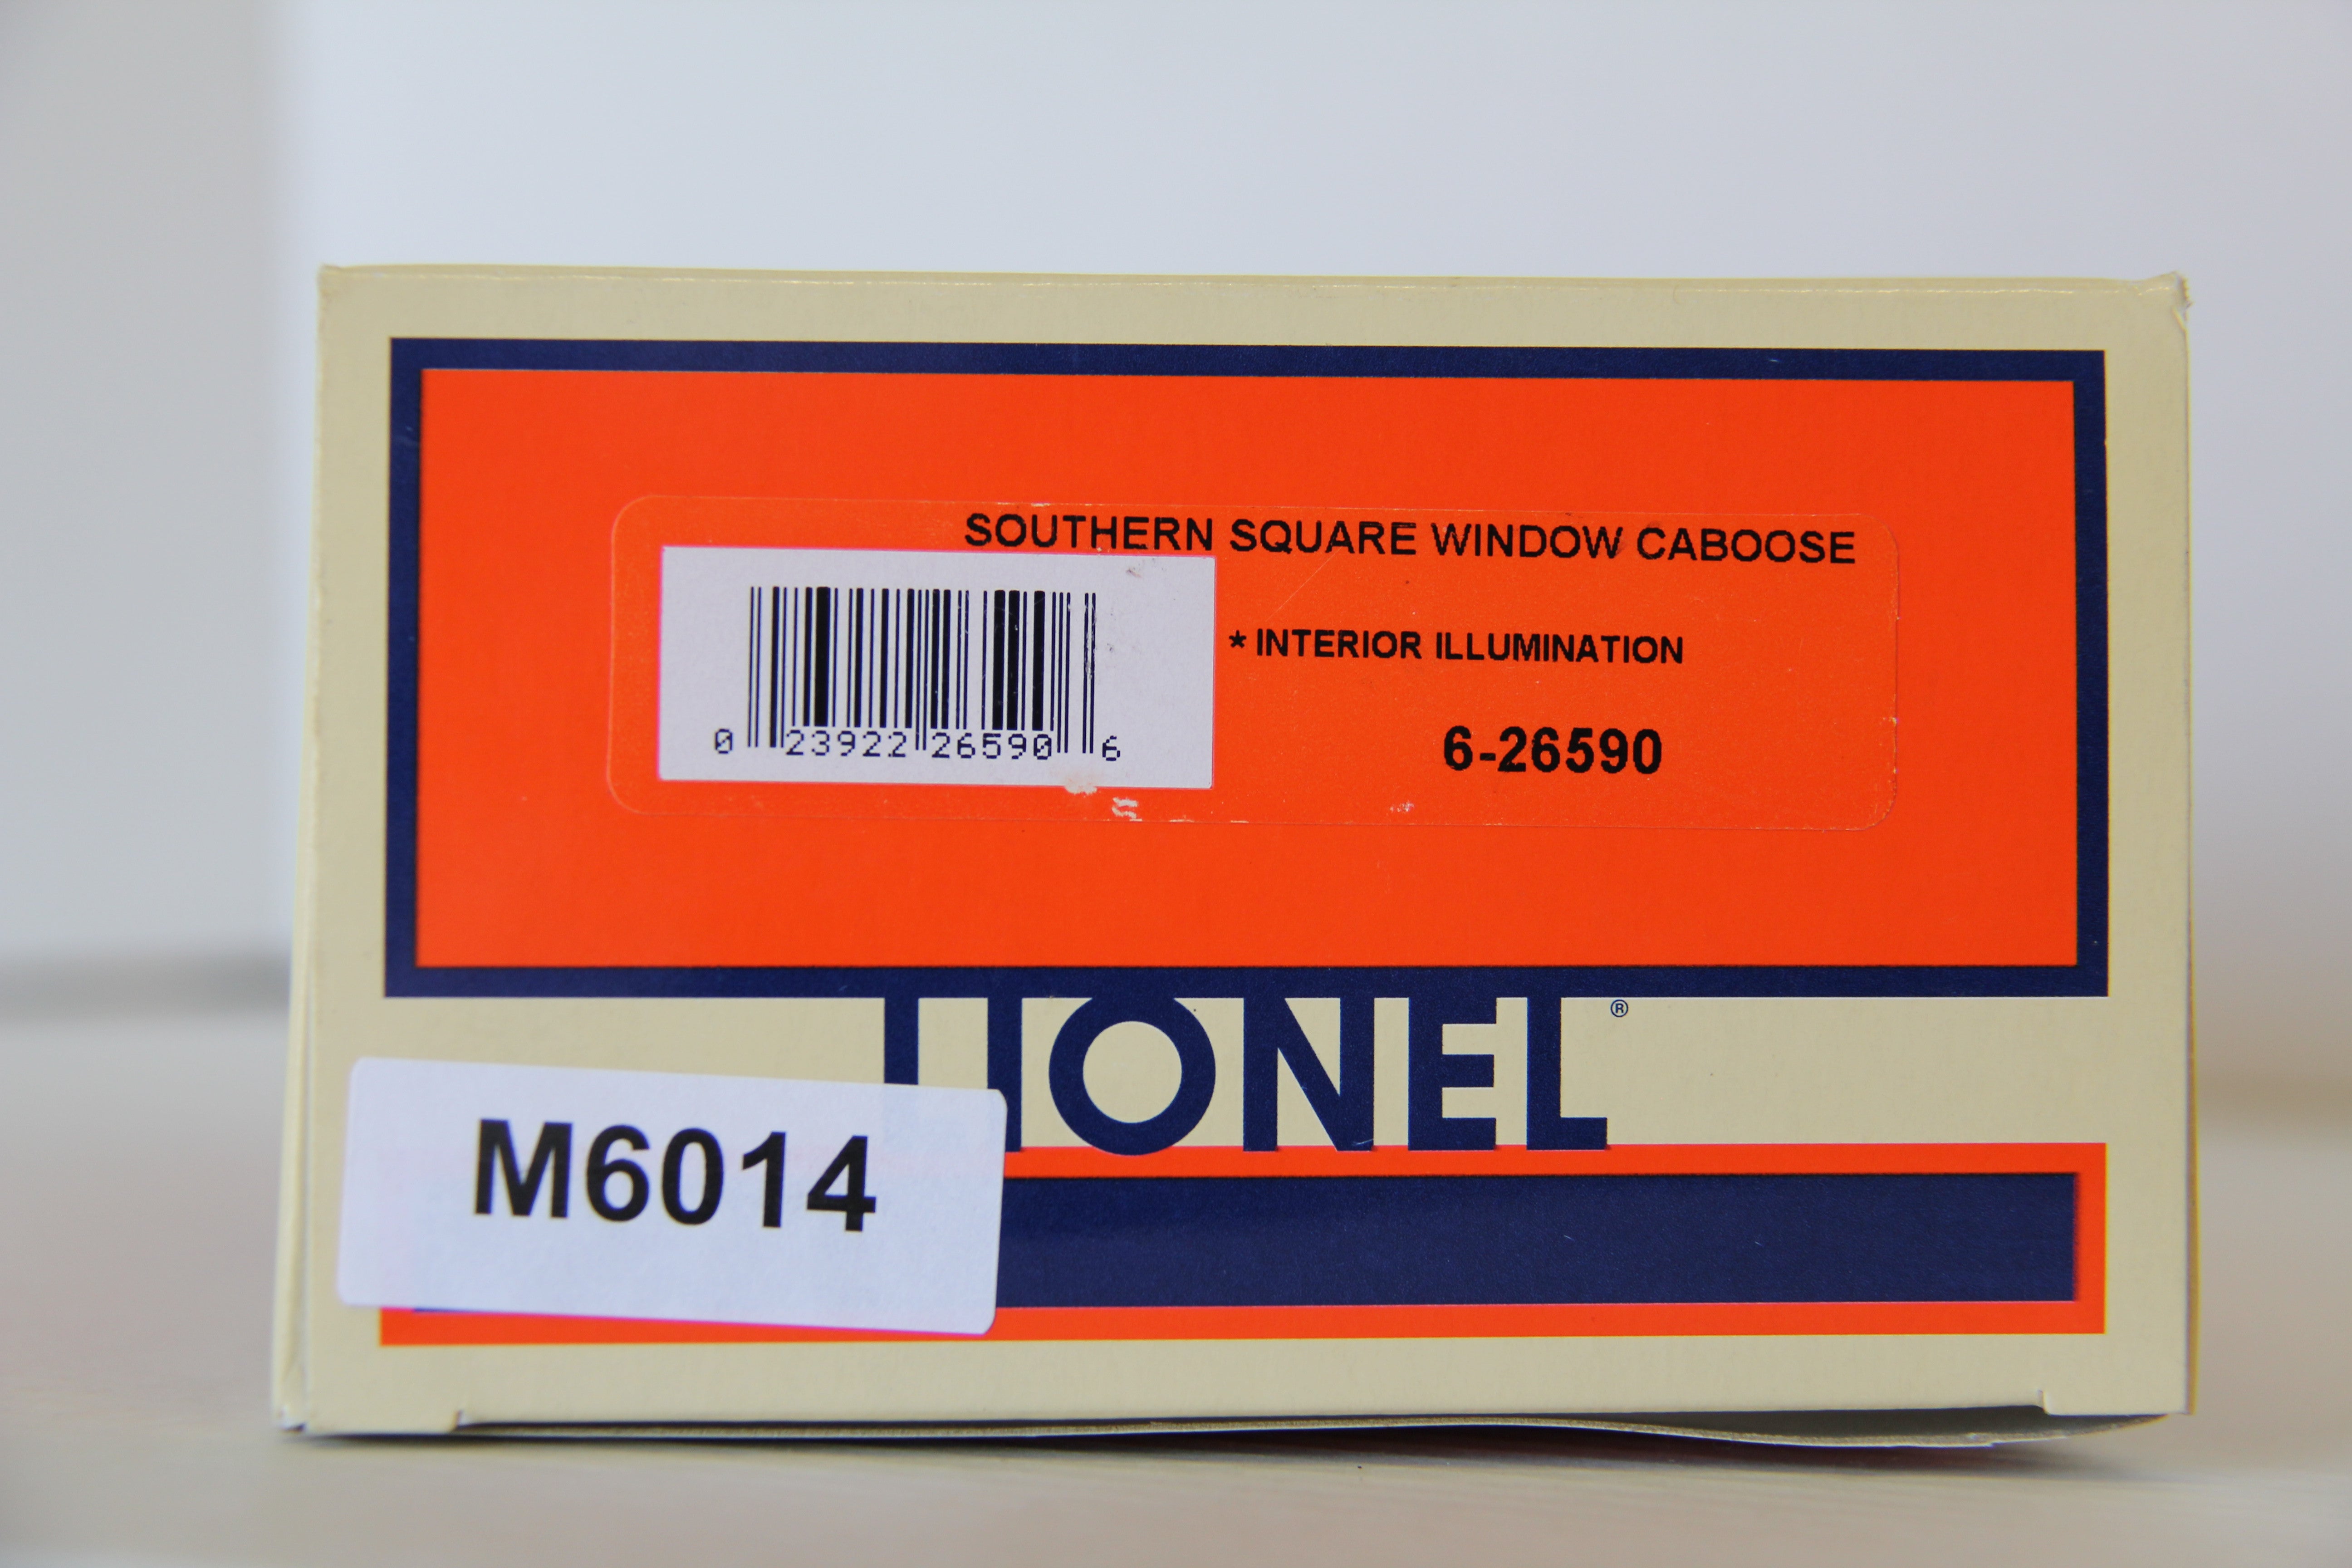 SOUTHERN SQUARE WINDOW CABOOSE
* INTERIOR ILLUMINATION
0 23922 26590 6
6-26590
LIONEL®
M6014